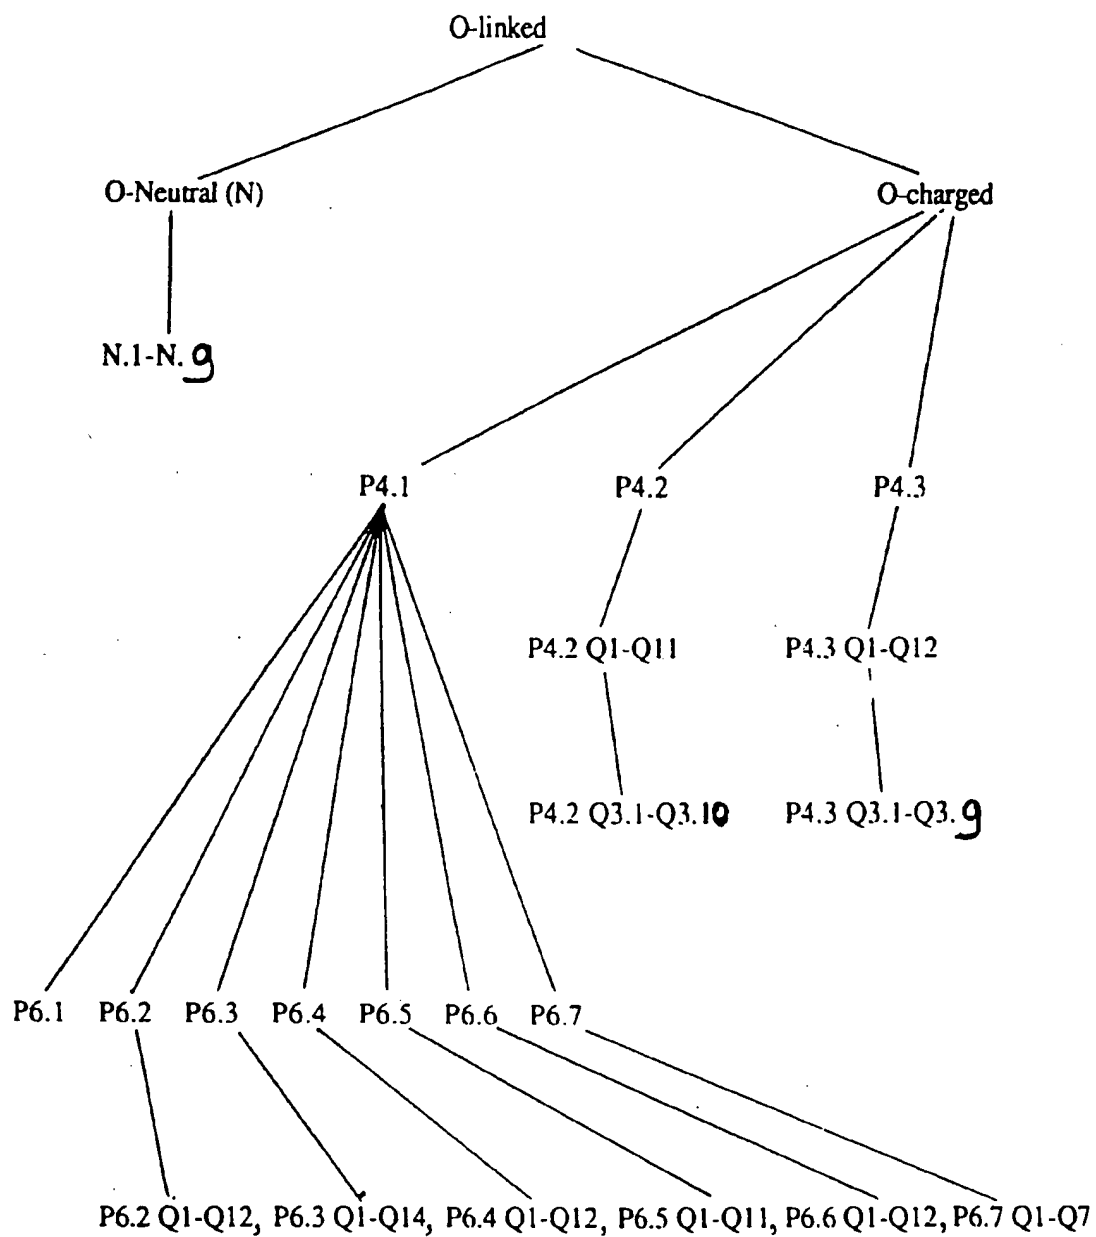 O-linked
O-Neutral (N) O-charged
N.1-N.9
P4.1 P4.2 P4.3
P4.2 Q1-Q11 P4.3 Q1-Q12
P4.2 Q3.1-Q3.10 P4.3 Q3.1-Q3.9
P6.1 P6.2 P6.3 P6.4 P6.5 P6.6 P6.7
P6.2 Q1-Q12, P6.3 Q1-Q14, P6.4 Q1-Q12, P6.5 Q1-Q11, P6.6 Q1-Q12, P6.7 Q1-Q7